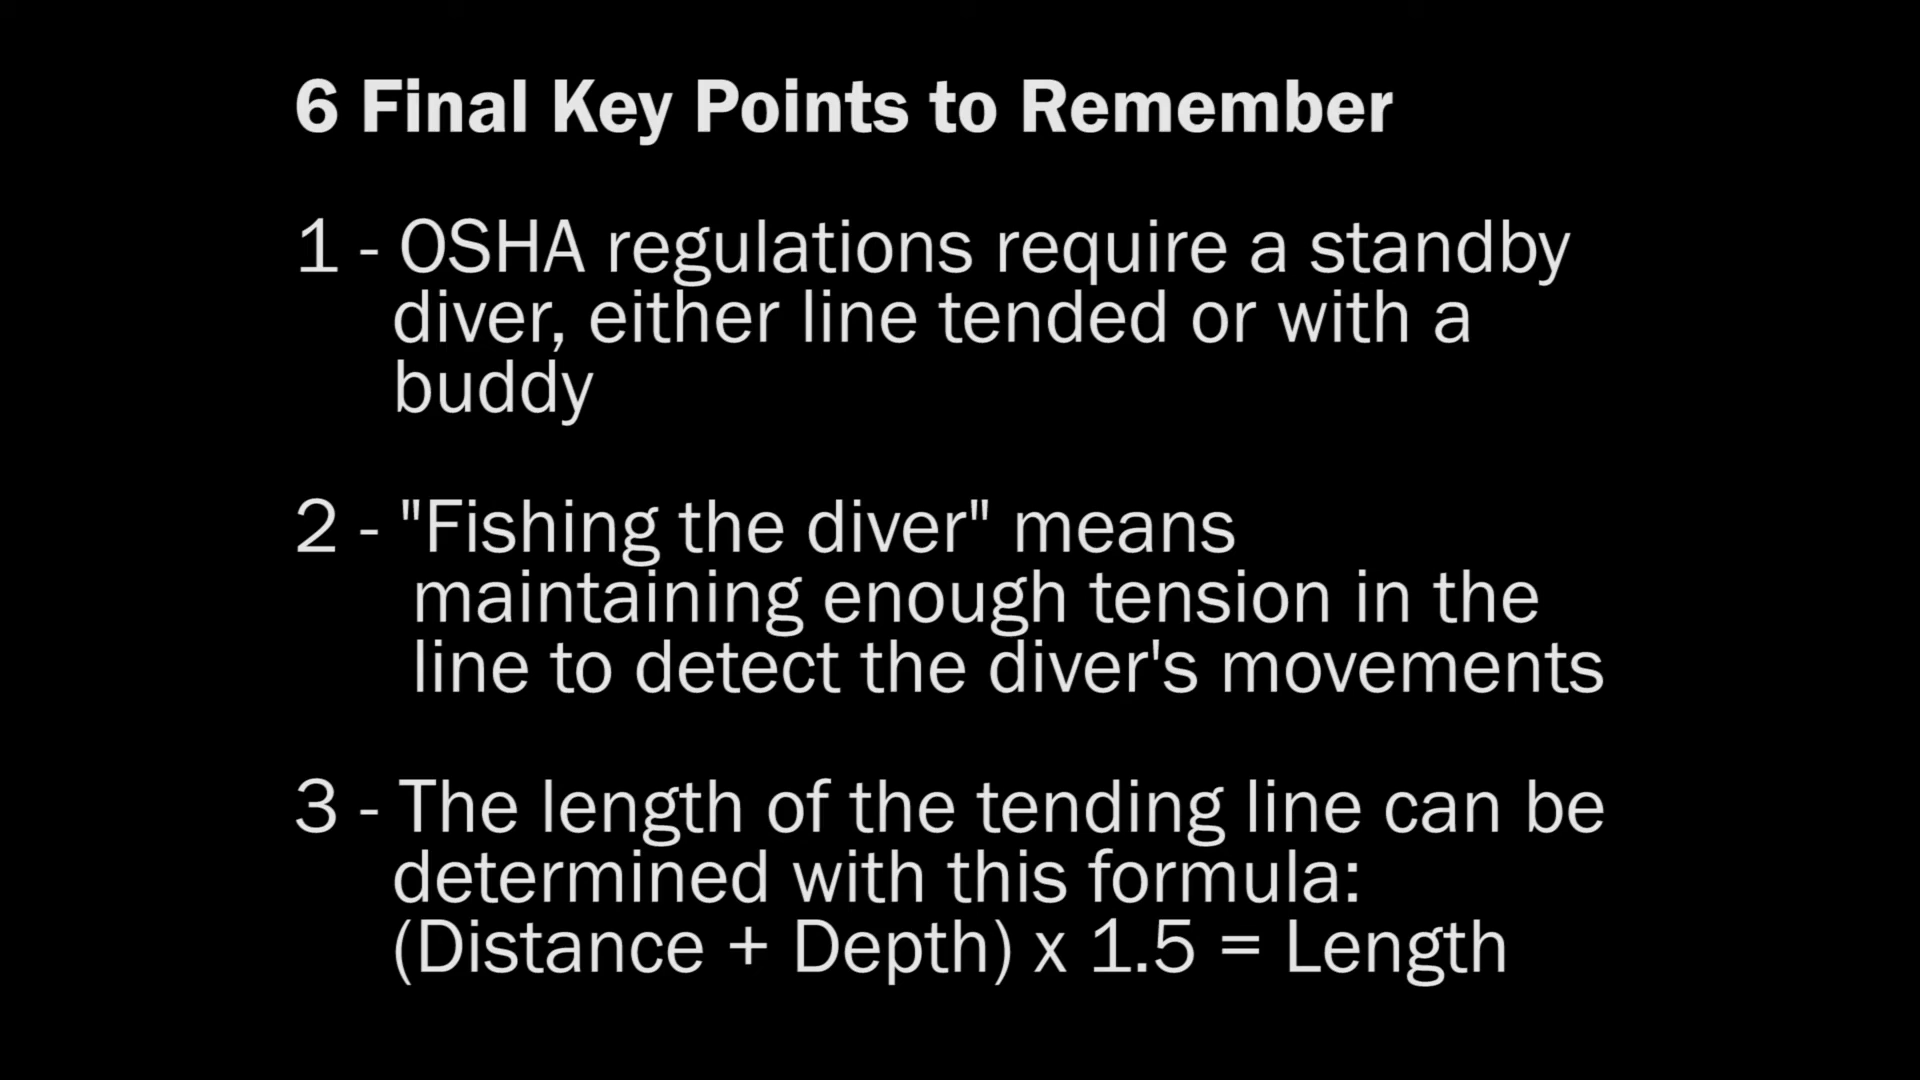 6 Final Key Points to Remember
1 - OSHA regulations require a standby
diver, either line tended or with a
buddy
2 - "Fishing the diver" means
maintaining enough tension in the
line to detect the diver's movements
3 - The length of the tending line can be
determined with this formula:
(Distance + Depth) x 1.5 = Length